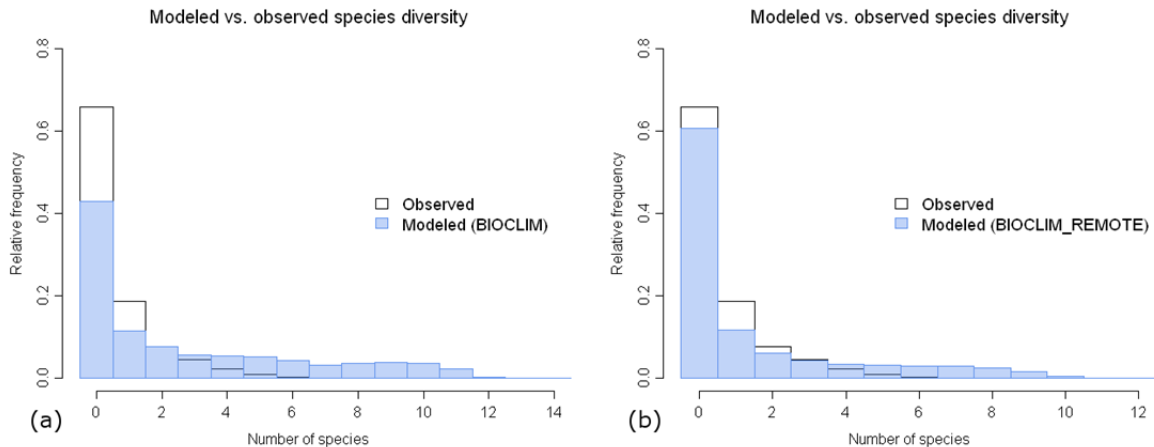 Modeled vs. observed species diversity
0.8
0.6
0.4
0.2
0.0
Relative frequency
Observed
Modeled (BIOCLIM)
0 2 4 6 8 10 12 14
Number of species
(a)
Modeled vs. observed species diversity
0.8
0.6
0.4
0.2
0.0
Relative frequency
Observed
Modeled (BIOCLIM_REMOTE)
0 2 4 6 8 10 12
Number of species
(b)